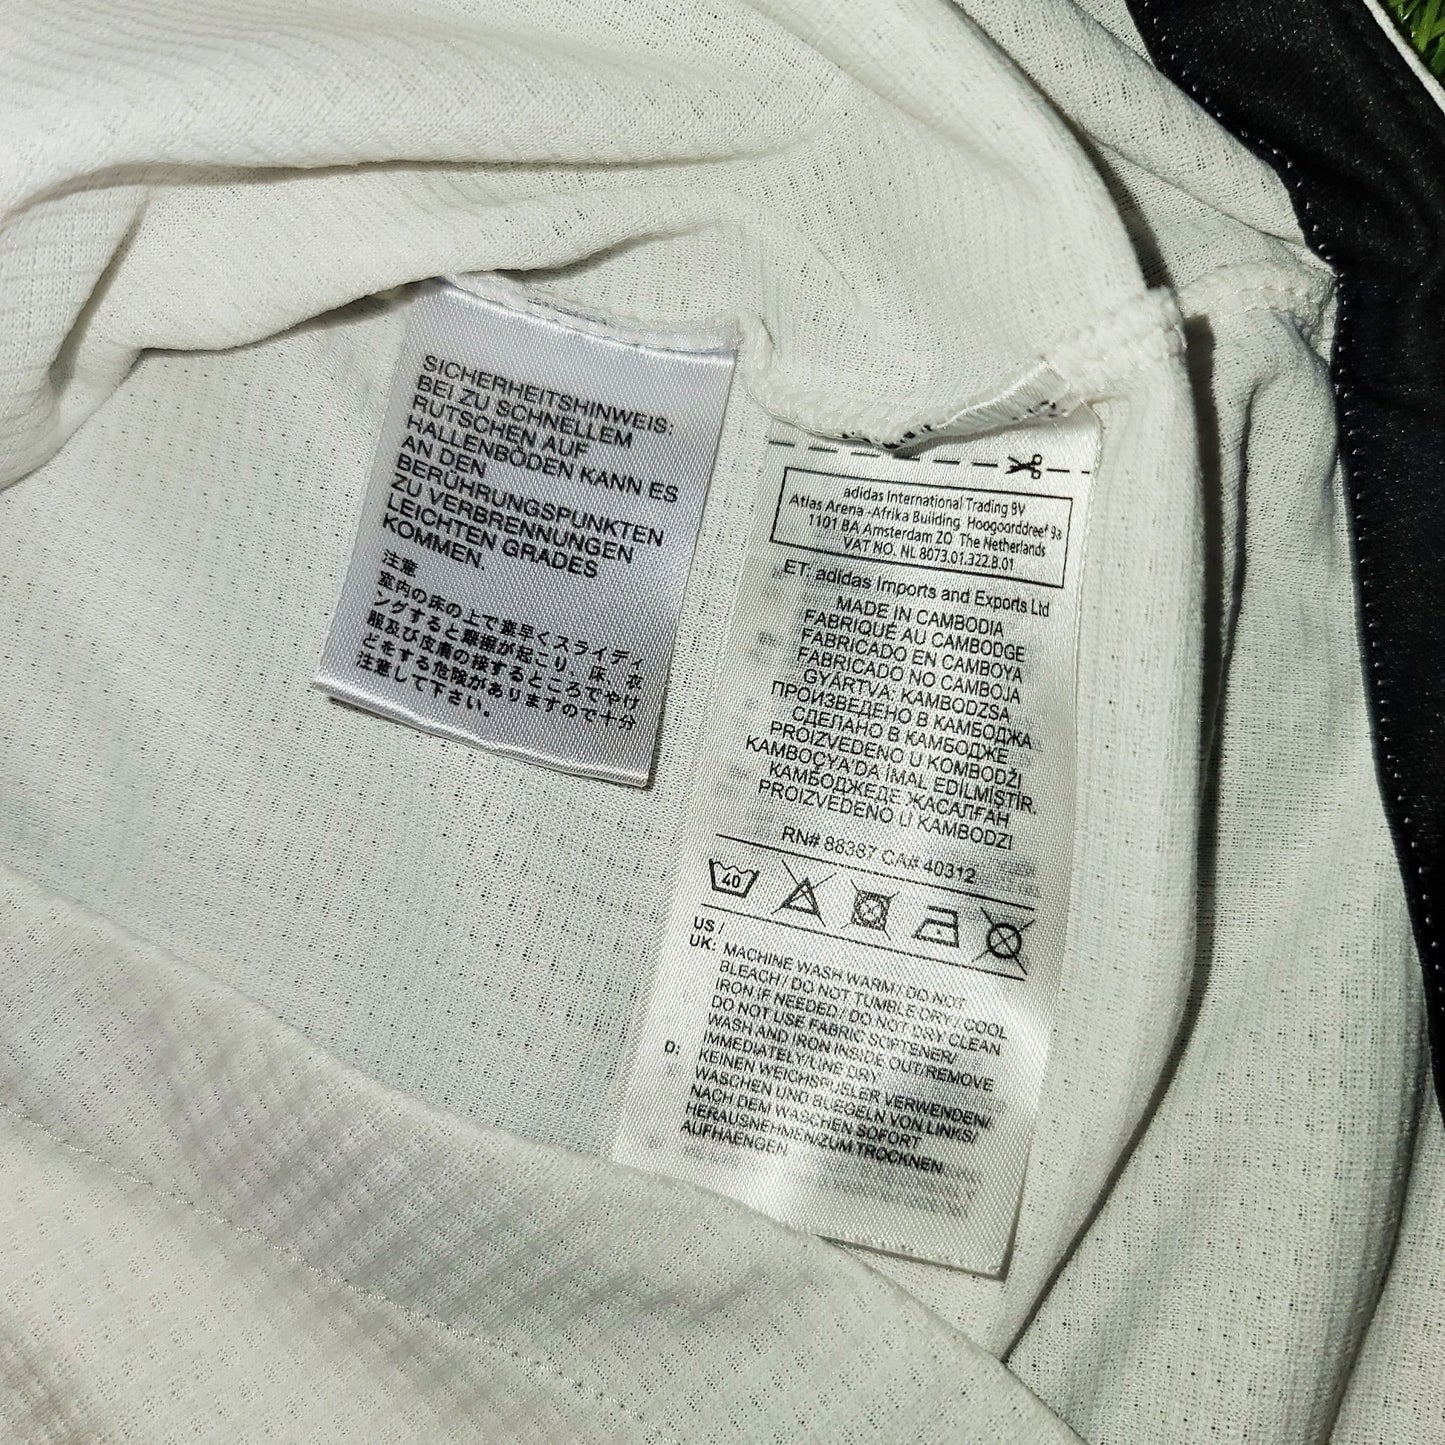 SICHERHEITSHINWEIS:
BEI ZU SCHNELLEM
RUTSCHEN AUF
HALLENBÖDEN KANN ES
AN DEN
BERÜHRUNGSPUNKTEN
ZU VERBRENNUNGEN
LEICHTEN GRADES
KOMMEN.
注意
室内の床の上で素早くスライディ
ングすると摩擦が起こり、床、衣
服及び皮膚の接するところでやけ
どをする危険がありますので十分
注意して下さい。
adidas International Trading BV
Atlas Arena -Afrika Building, Hoogoorddreef 9a
1101 BA Amsterdam ZO The Netherlands
VAT NO. NL 8073.01.322.B.01
ET: adidas Imports and Exports Ltd
MADE IN CAMBODIA
FABRIQUÉ AU CAMBODGE
FABRICADO EN CAMBOYA
FABRICADO NO CAMBOJA
GYÁRTVA: KAMBODZSA
ПРОИЗВЕДЕНО В КАМБОДЖА
СДЕЛАНО В КАМБОДЖЕ
PROIZVEDENO U KOMBODŽI
KAMBOÇYA'DA İMAL EDİLMİŞTİR.
КАМБОДЖЕДЕ ЖАСАЛҒАН
PROIZVEDENO U KAMBODZI
RN# 88387 CA# 40312
40
US /
UK: MACHINE WASH WARM / DO NOT
BLEACH / DO NOT TUMBLE DRY / COOL
IRON IF NEEDED / DO NOT DRY CLEAN
DO NOT USE FABRIC SOFTENER/
WASH AND IRON INSIDE OUT/REMOVE
IMMEDIATELY/LINE DRY
D: KEINEN WEICHSPUELER VERWENDEN/
WASCHEN UND BUEGELN VON LINKS/
NACH DEM WASCHEN SOFORT
HERAUSNEHMEN/ZUM TROCKNEN
AUFHAENGEN